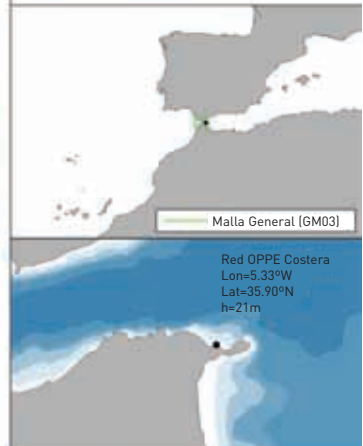 Malla General (GM03)
Red OPPE Costera
Lon=5.33ºW
Lat=35.90ºN
h=21m